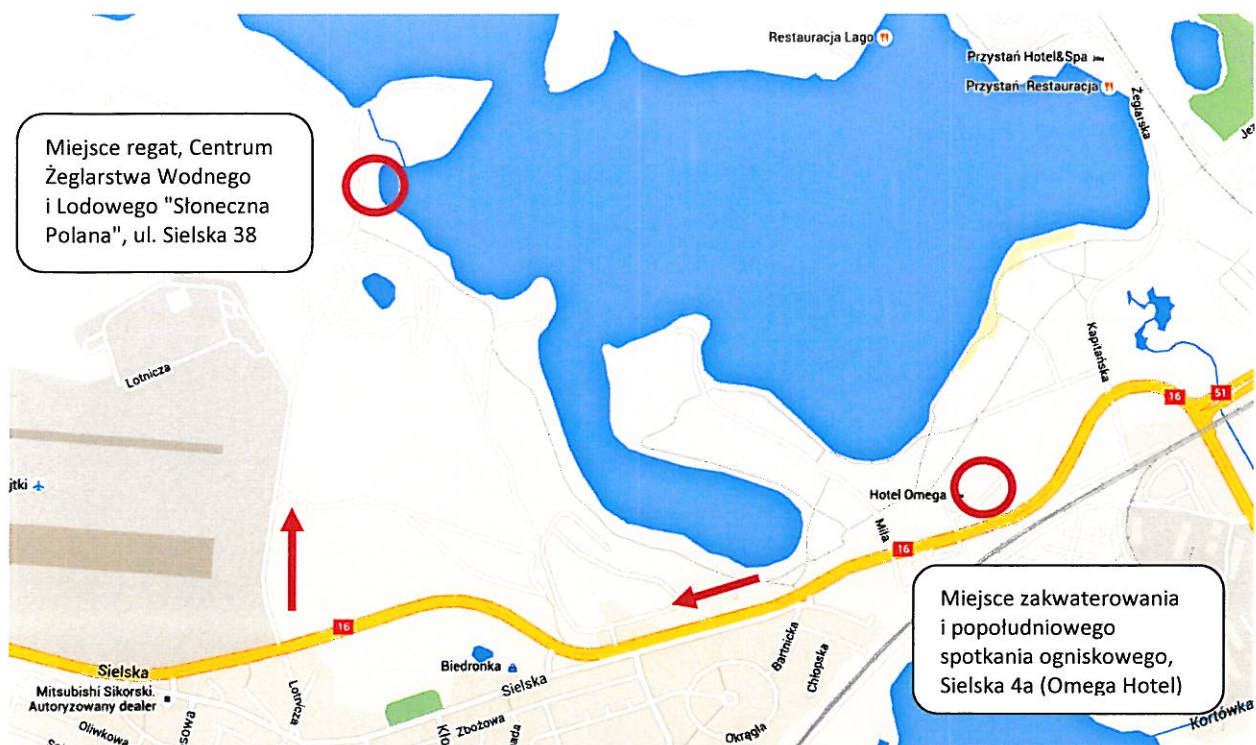 Restauracja Lago
Przystań Hotel&Spa
Przystań Restauracja
Żeglarska
Jez
Miejsce regat, Centrum
Żeglarstwa Wodnego
i Lodowego "Słoneczna
Polana", ul. Sielska 38
Lotnicza
Kapitańska
16
51
jtki
Hotel Omega
Miła
16
16
Miejsce zakwaterowania
i popołudniowego
spotkania ogniskowego,
Sielska 4a (Omega Hotel)
Sielska
Biedronka
Sielska
Bartnicka
Chłopska
Mitsubishi Sikorski.
Autoryzowany dealer
Lotnicza
Oliwkowa
sowa
Zbożowa
Okrągła
Kortówka